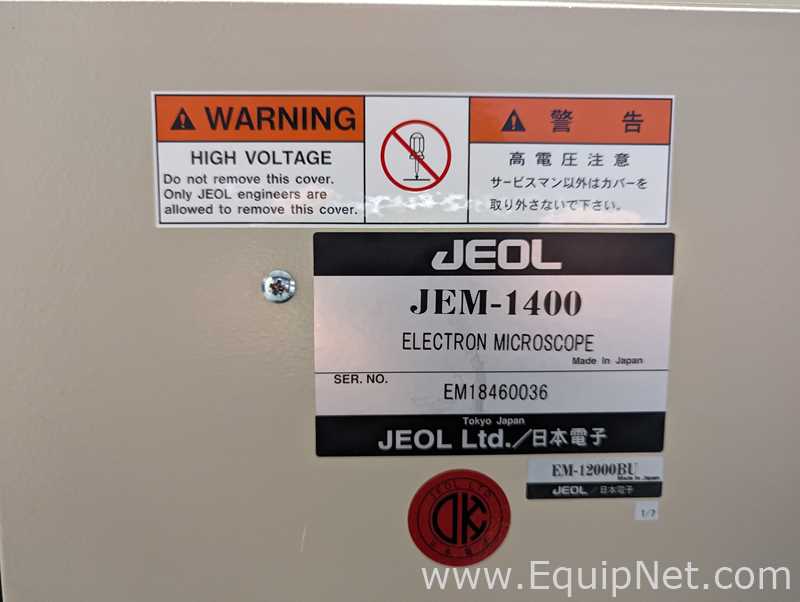 WARNING
HIGH VOLTAGE
Do not remove this cover.
Only JEOL engineers are
allowed to remove this cover.
警告
高電圧注意
サービスマン以外はカバーを
取り外さないで下さい。
JEOL
JEM-1400
ELECTRON MICROSCOPE
Made in Japan
SER. NO.
EM18460036
Tokyo Japan
JEOL Ltd./日本電子
EM-12000BU
Made in Japan
JEOL / 日本電子
1/7
JEOL LTD.
OK
www.EquipNet.com